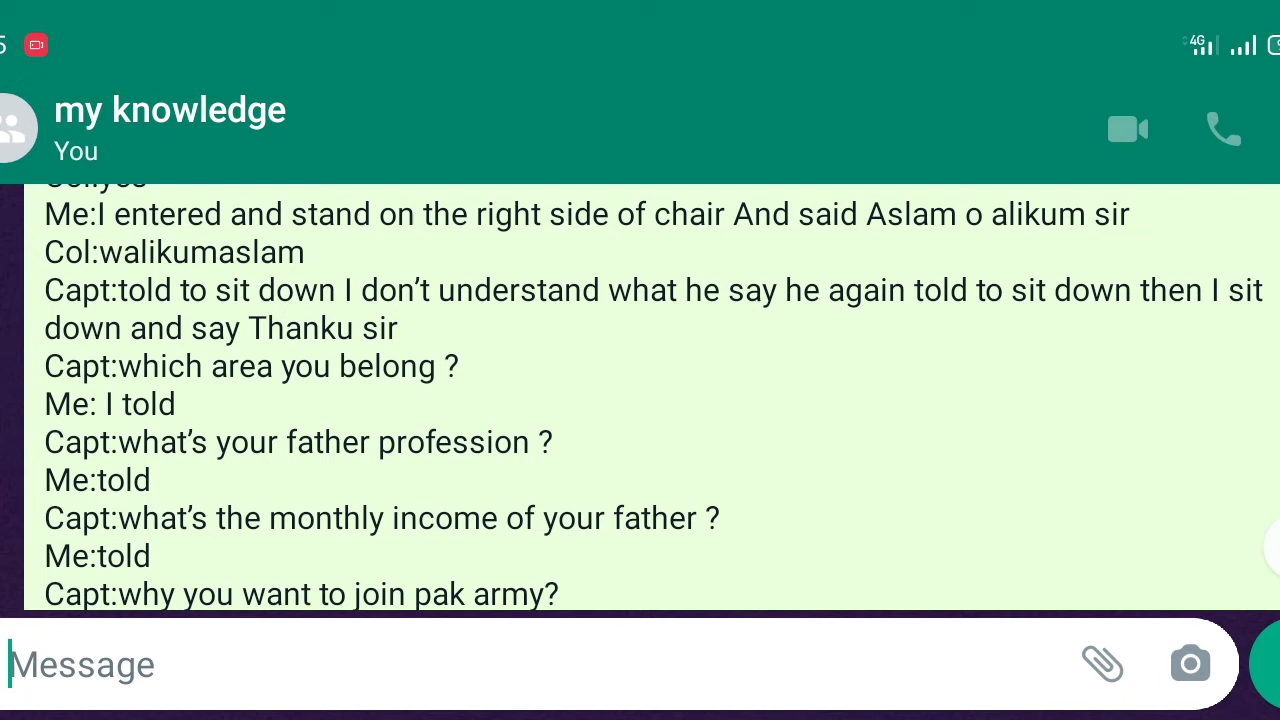 5
4G
my knowledge
You
Me:I entered and stand on the right side of chair And said Aslam o alikum sir
Col:walikumaslam
Capt:told to sit down I don’t understand what he say he again told to sit down then I sit
down and say Thanku sir
Capt:which area you belong ?
Me: I told
Capt:what’s your father profession ?
Me:told
Capt:what’s the monthly income of your father ?
Me:told
Capt:why you want to join pak army?
Message